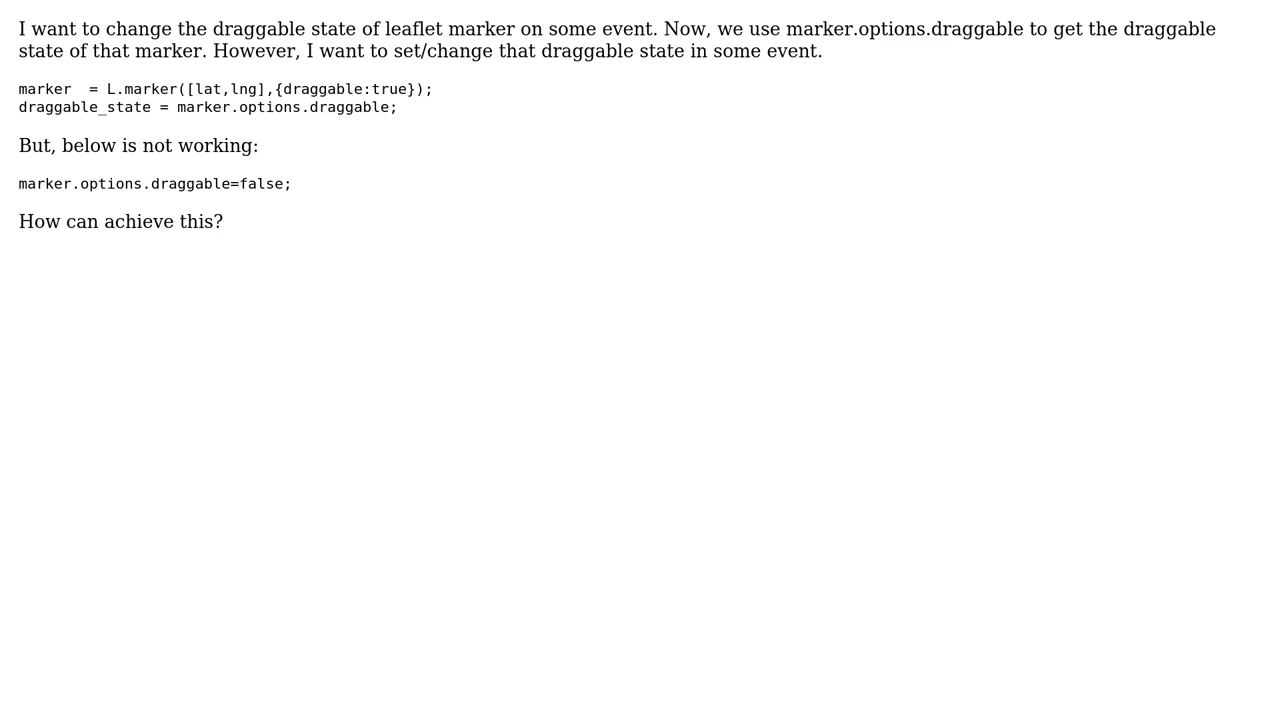 I want to change the draggable state of leaflet marker on some event. Now, we use marker.options.draggable to get the draggable
state of that marker. However, I want to set/change that draggable state in some event.
marker  = L.marker([lat,lng],{draggable:true});
draggable_state = marker.options.draggable;
But, below is not working:
marker.options.draggable=false;
How can achieve this?